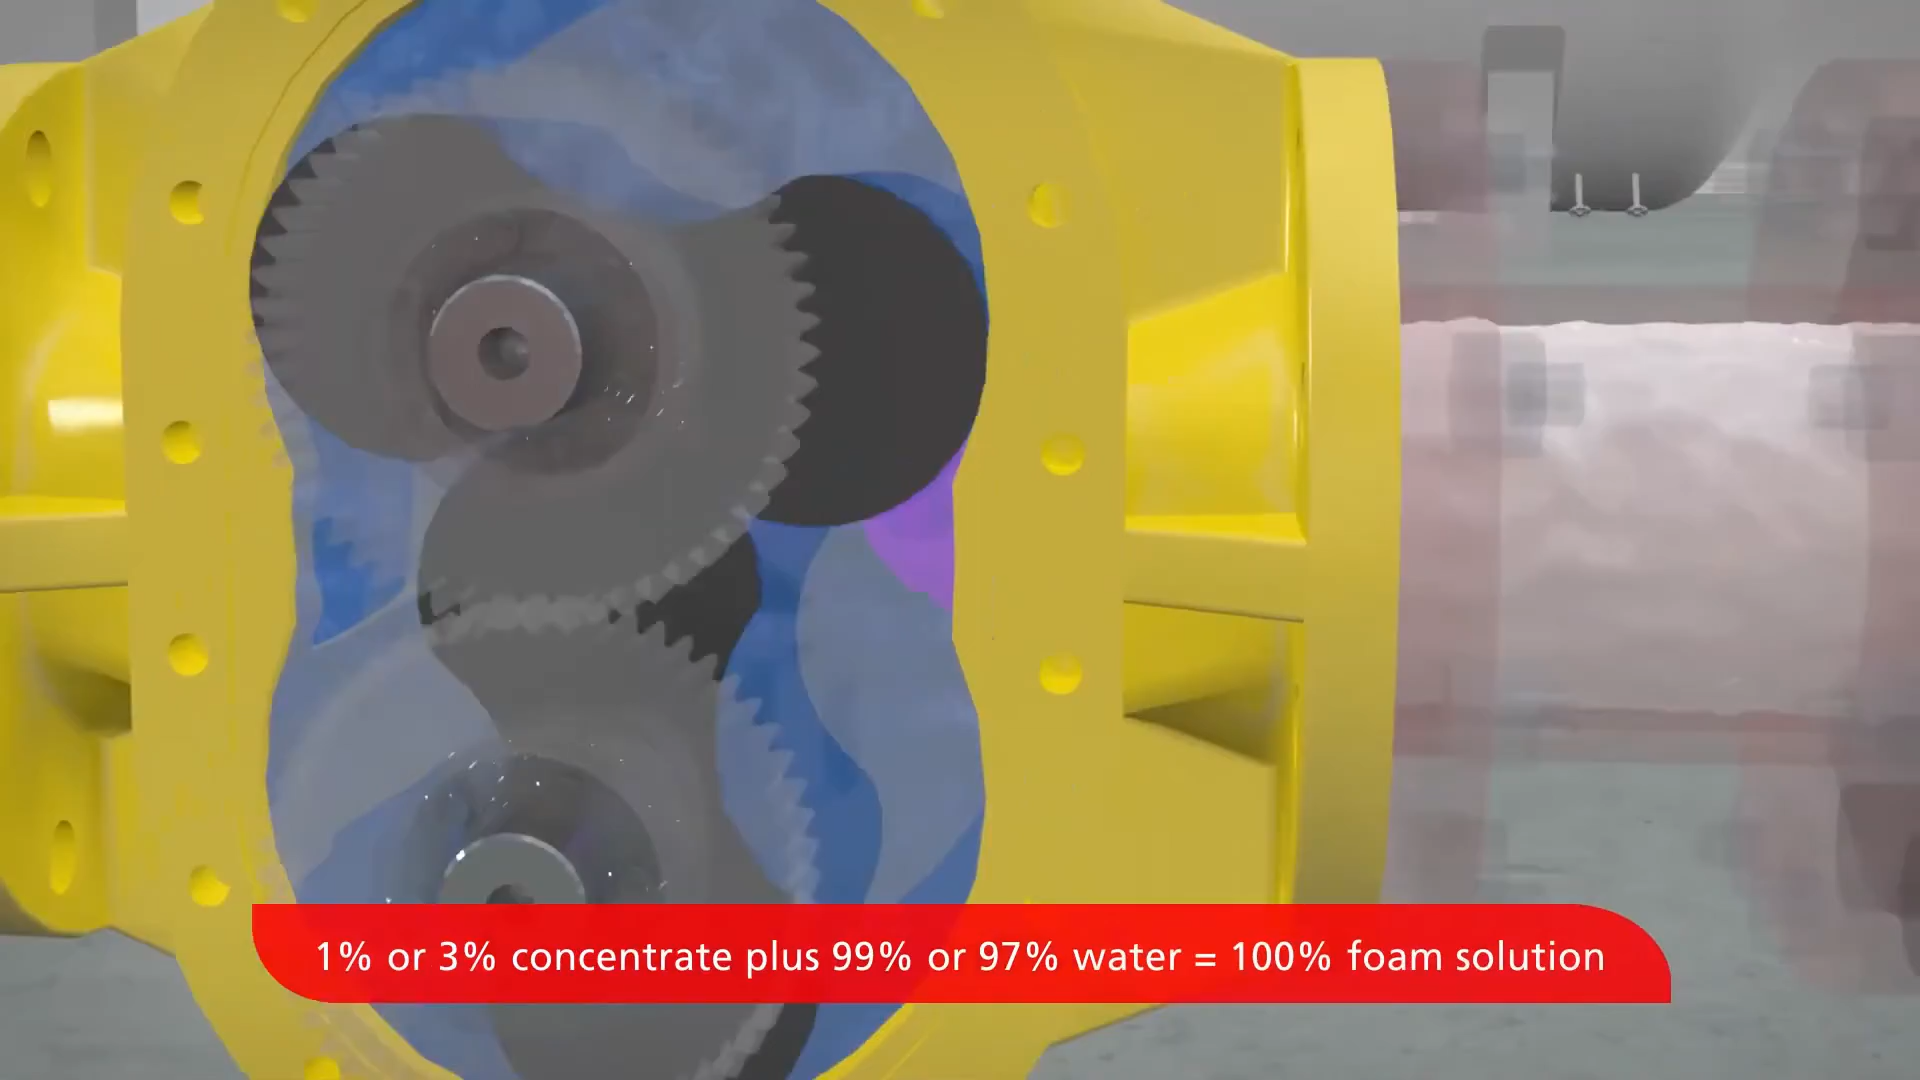 1% or 3% concentrate plus 99% or 97% water = 100% foam solution